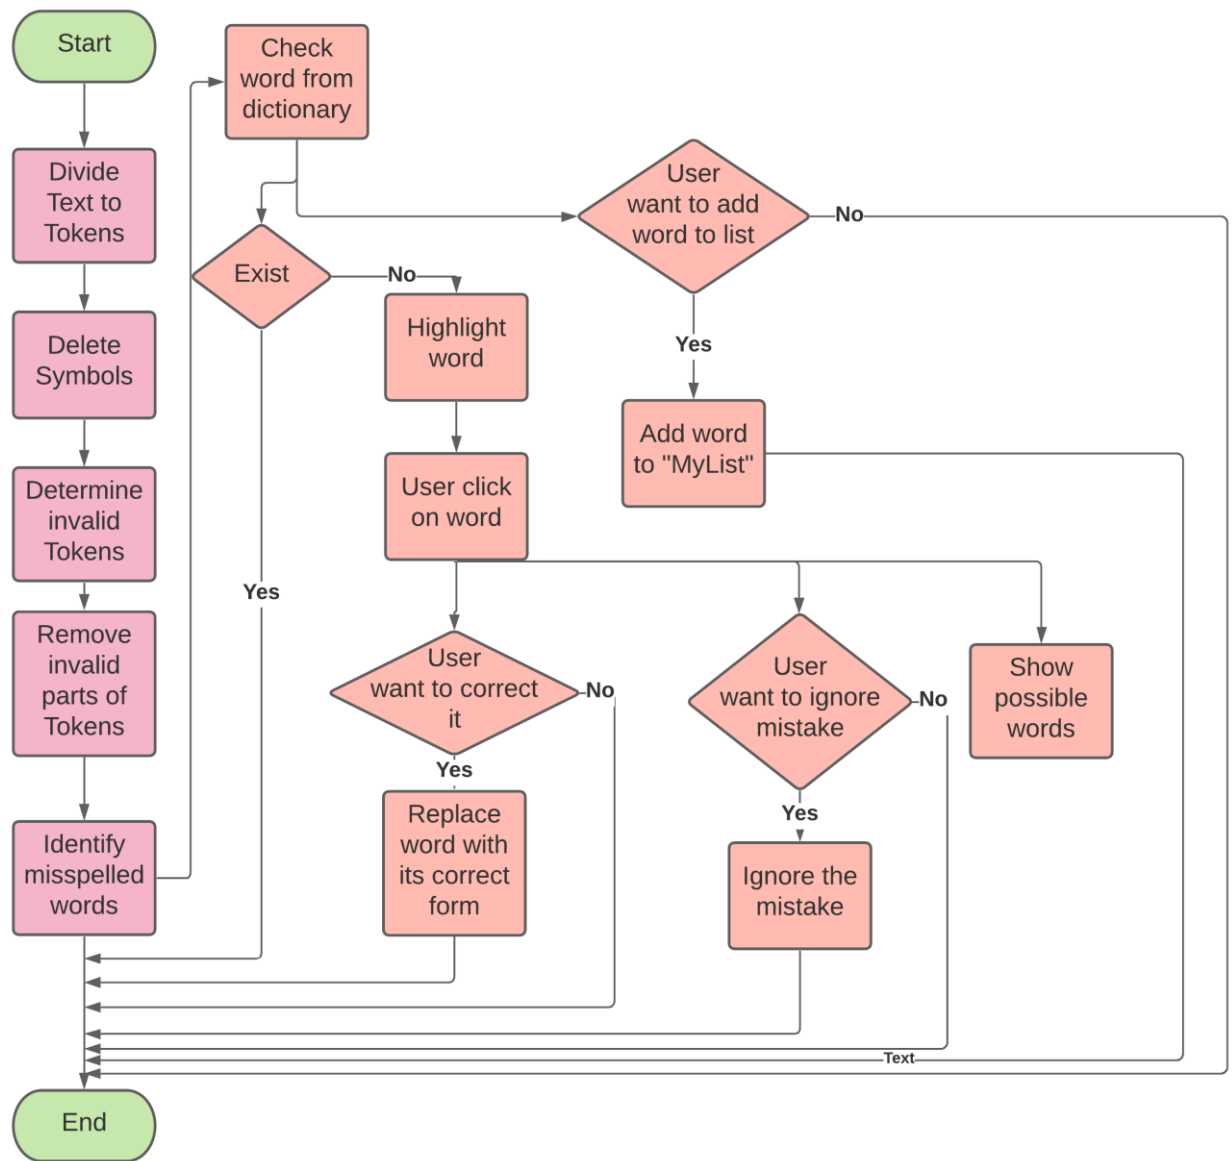 Start
Divide
Text to
Tokens
Delete
Symbols
Determine
invalid
Tokens
Remove
invalid
parts of
Tokens
Identify
misspelled
words
End
Check
word from
dictionary
Exist
Yes
No
Highlight
word
User click
on word
User
want to correct
it
No
Yes
Replace
word with
its correct
form
User
want to add
word to list
No
Yes
Add word
to "MyList"
User
want to ignore
mistake
No
Yes
Ignore the
mistake
Show
possible
words
Text